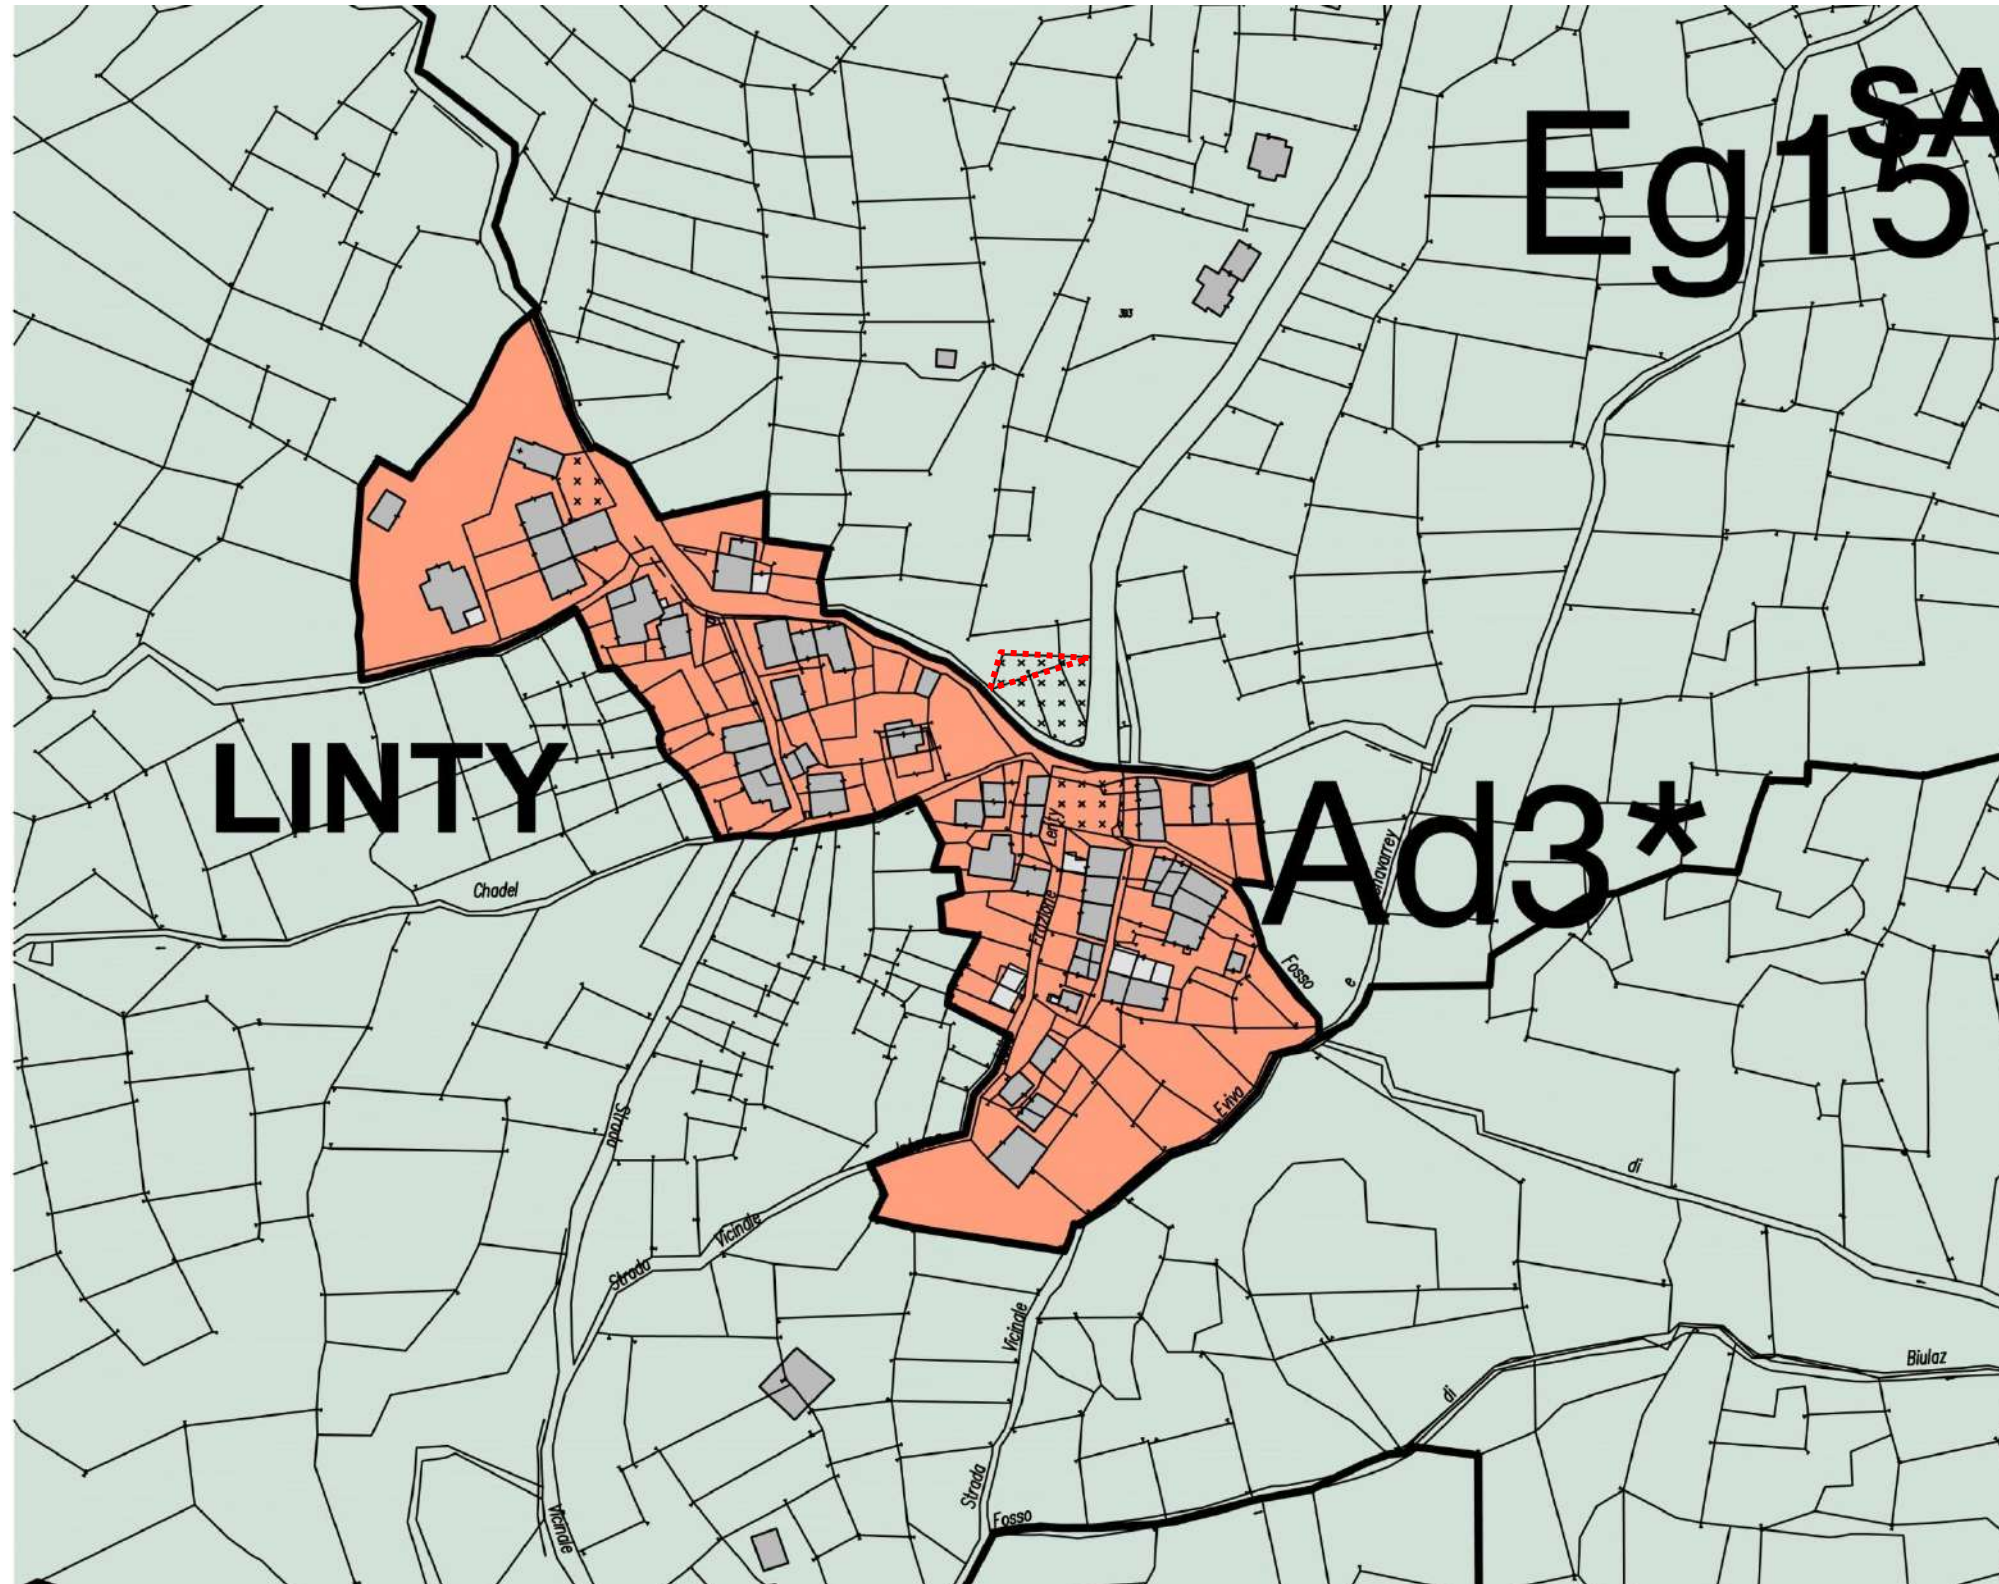 SA
Eg15
303
LINTY
Ad3*
Lenty
Chadel
Frazione
Fosso
e
Eviva
Strada
di
Vicinale
Strada
Vicinale
Biulaz
di
Strada
Fosso
Vicinale